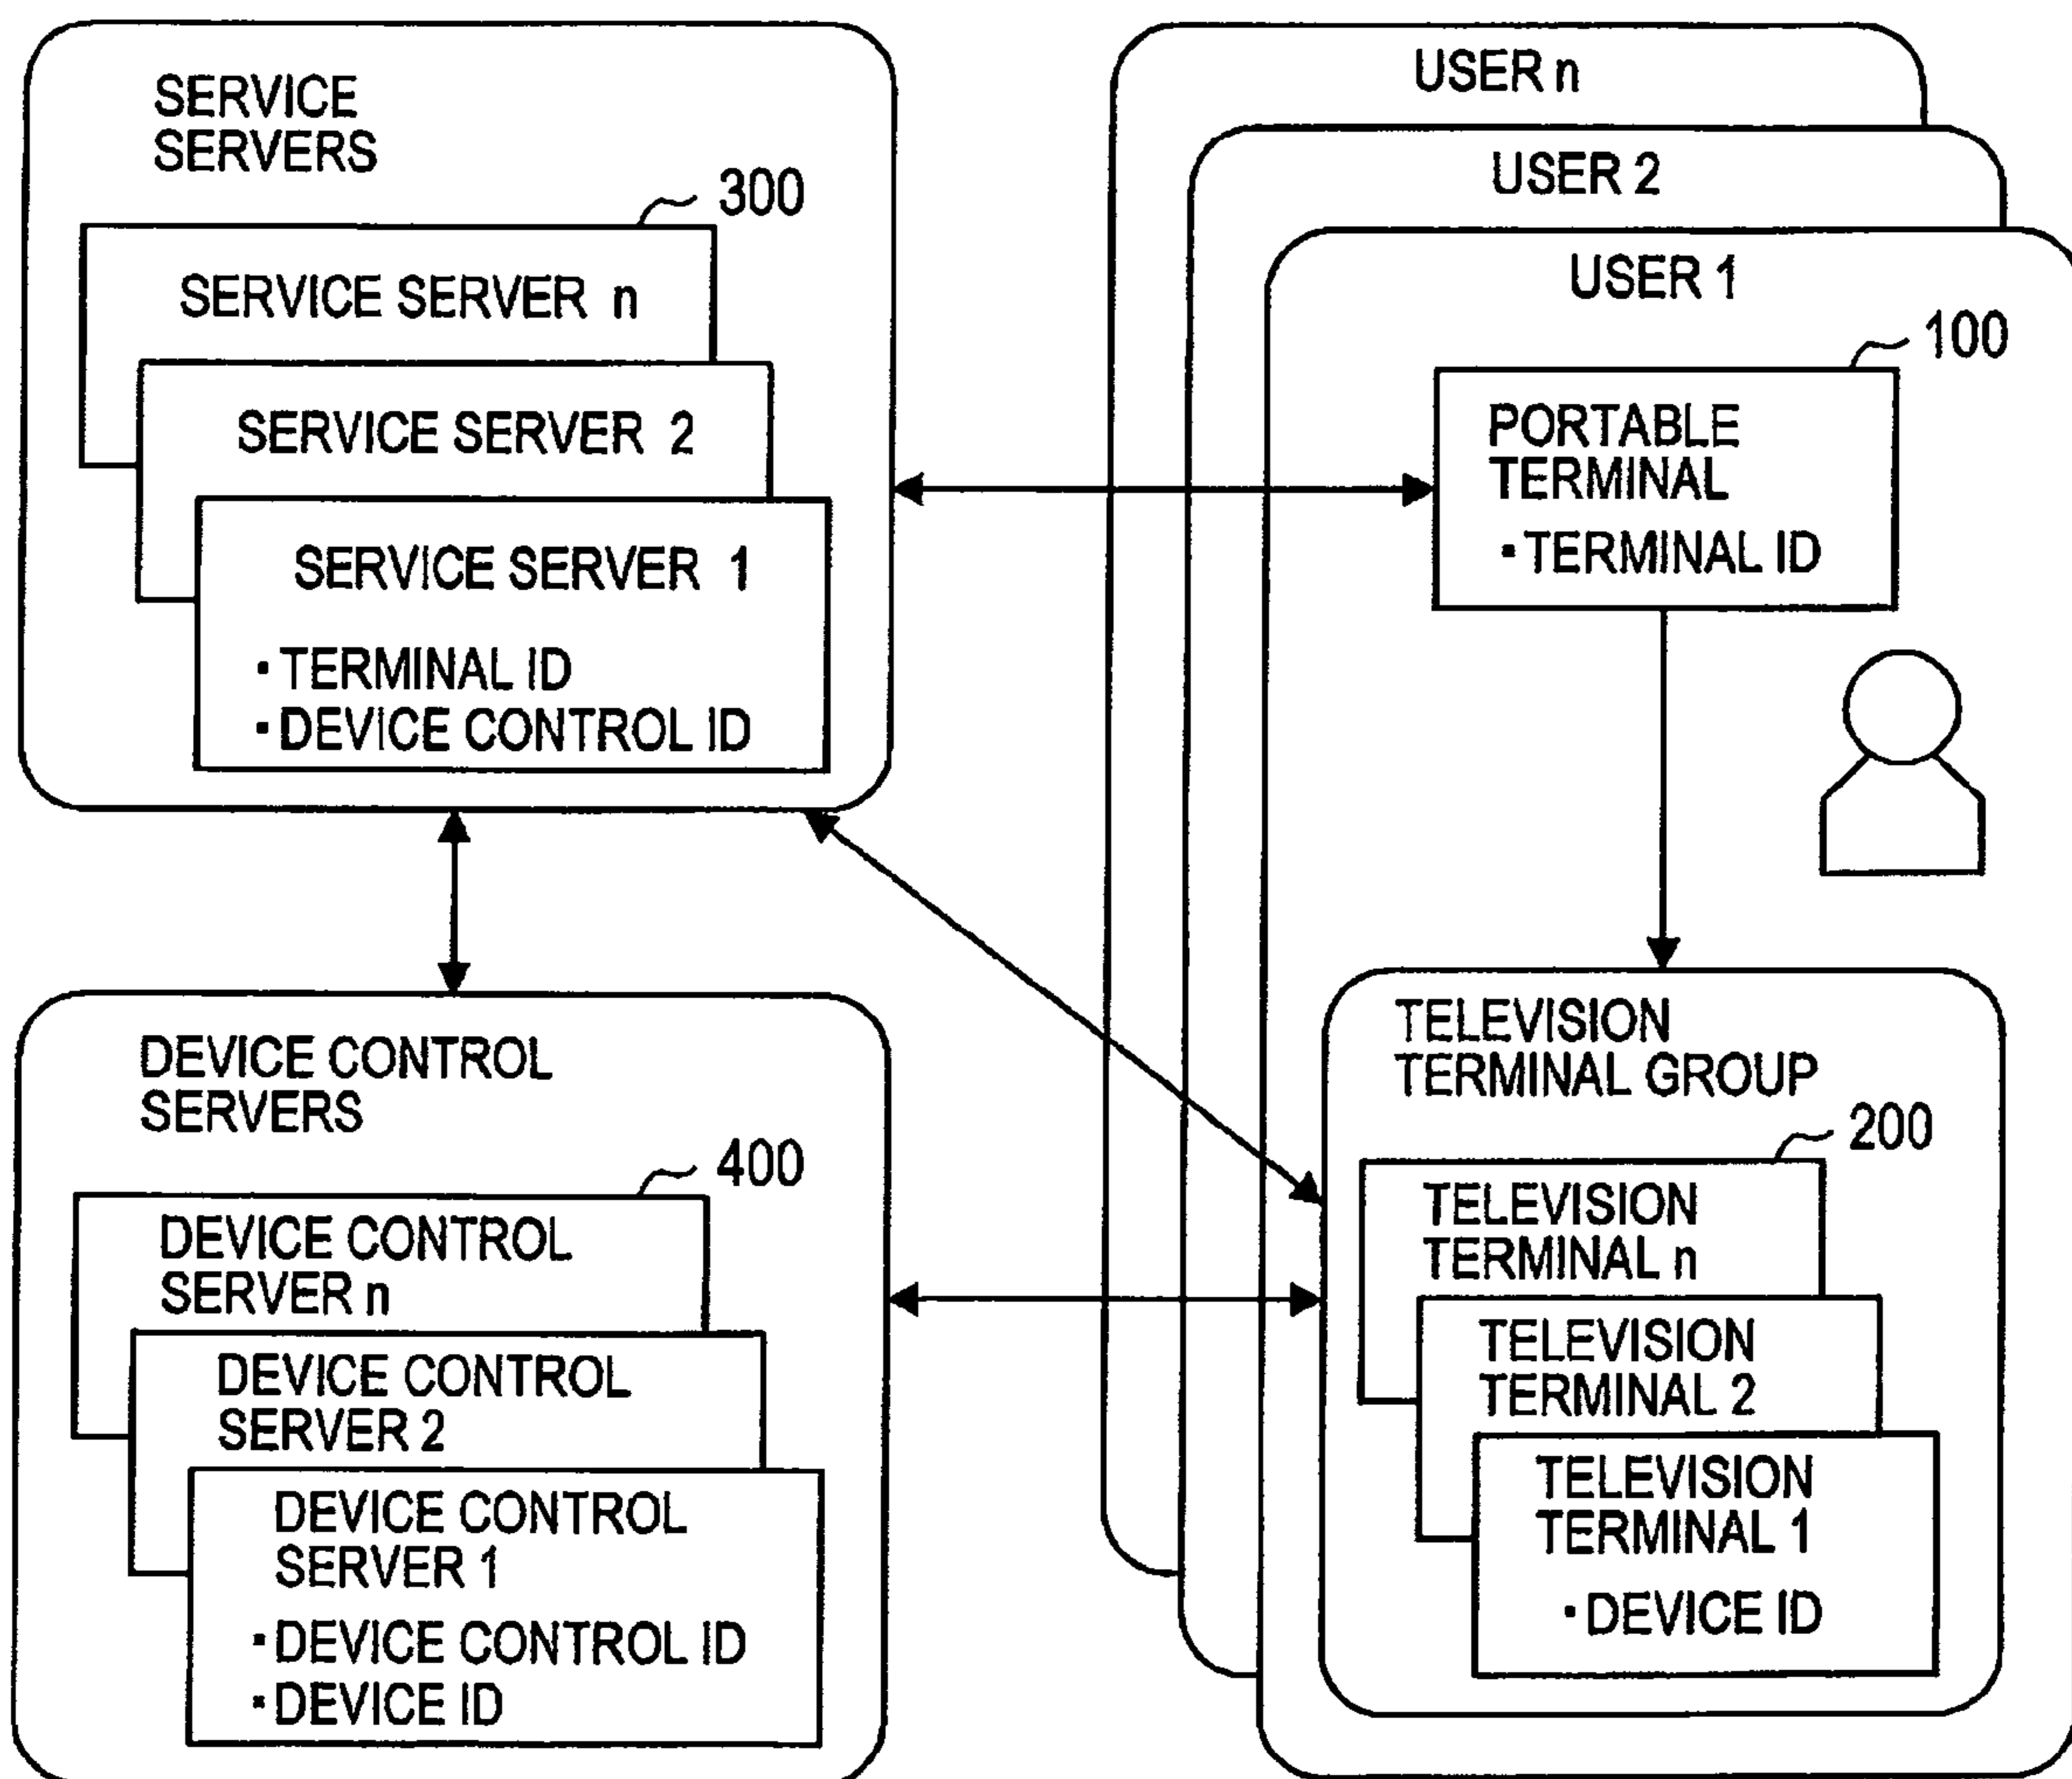 SERVICE
SERVERS
300
SERVICE SERVER n
SERVICE SERVER 2
SERVICE SERVER 1
▪ TERMINAL ID
▪ DEVICE CONTROL ID
USER n
USER 2
USER 1
100
PORTABLE
TERMINAL
▪ TERMINAL ID
DEVICE CONTROL
SERVERS
400
DEVICE CONTROL
SERVER n
DEVICE CONTROL
SERVER 2
DEVICE CONTROL
SERVER 1
▪ DEVICE CONTROL ID
▪ DEVICE ID
TELEVISION
TERMINAL GROUP
200
TELEVISION
TERMINAL n
TELEVISION
TERMINAL 2
TELEVISION
TERMINAL 1
▪ DEVICE ID